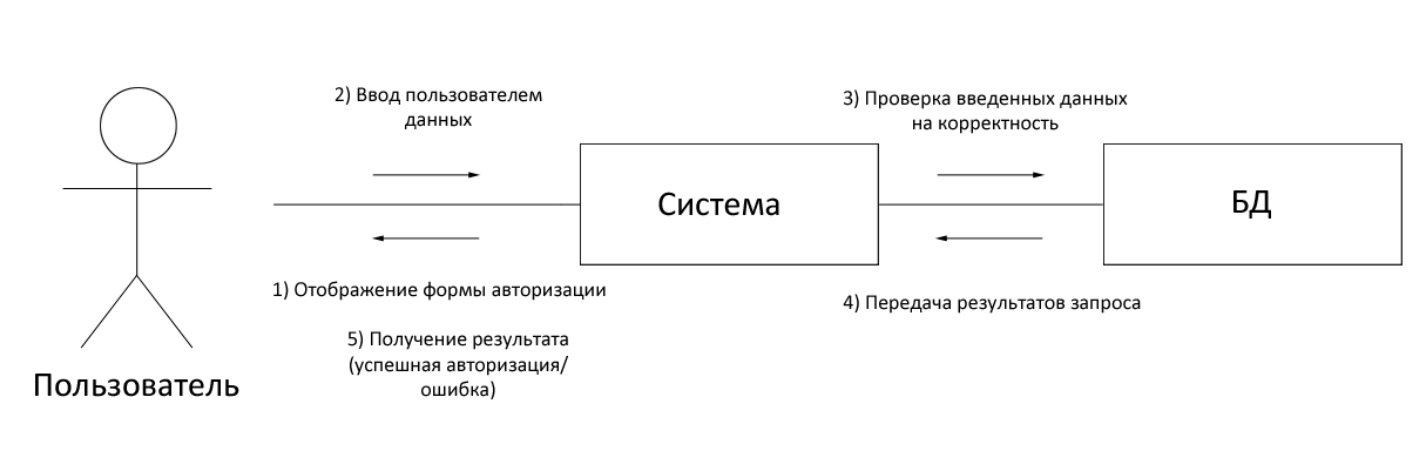 2) Ввод пользователем
данных
3) Проверка введенных данных
на корректность
Система
БД
1) Отображение формы авторизации
4) Передача результатов запроса
5) Получение результата
(успешная авторизация/
ошибка)
Пользователь